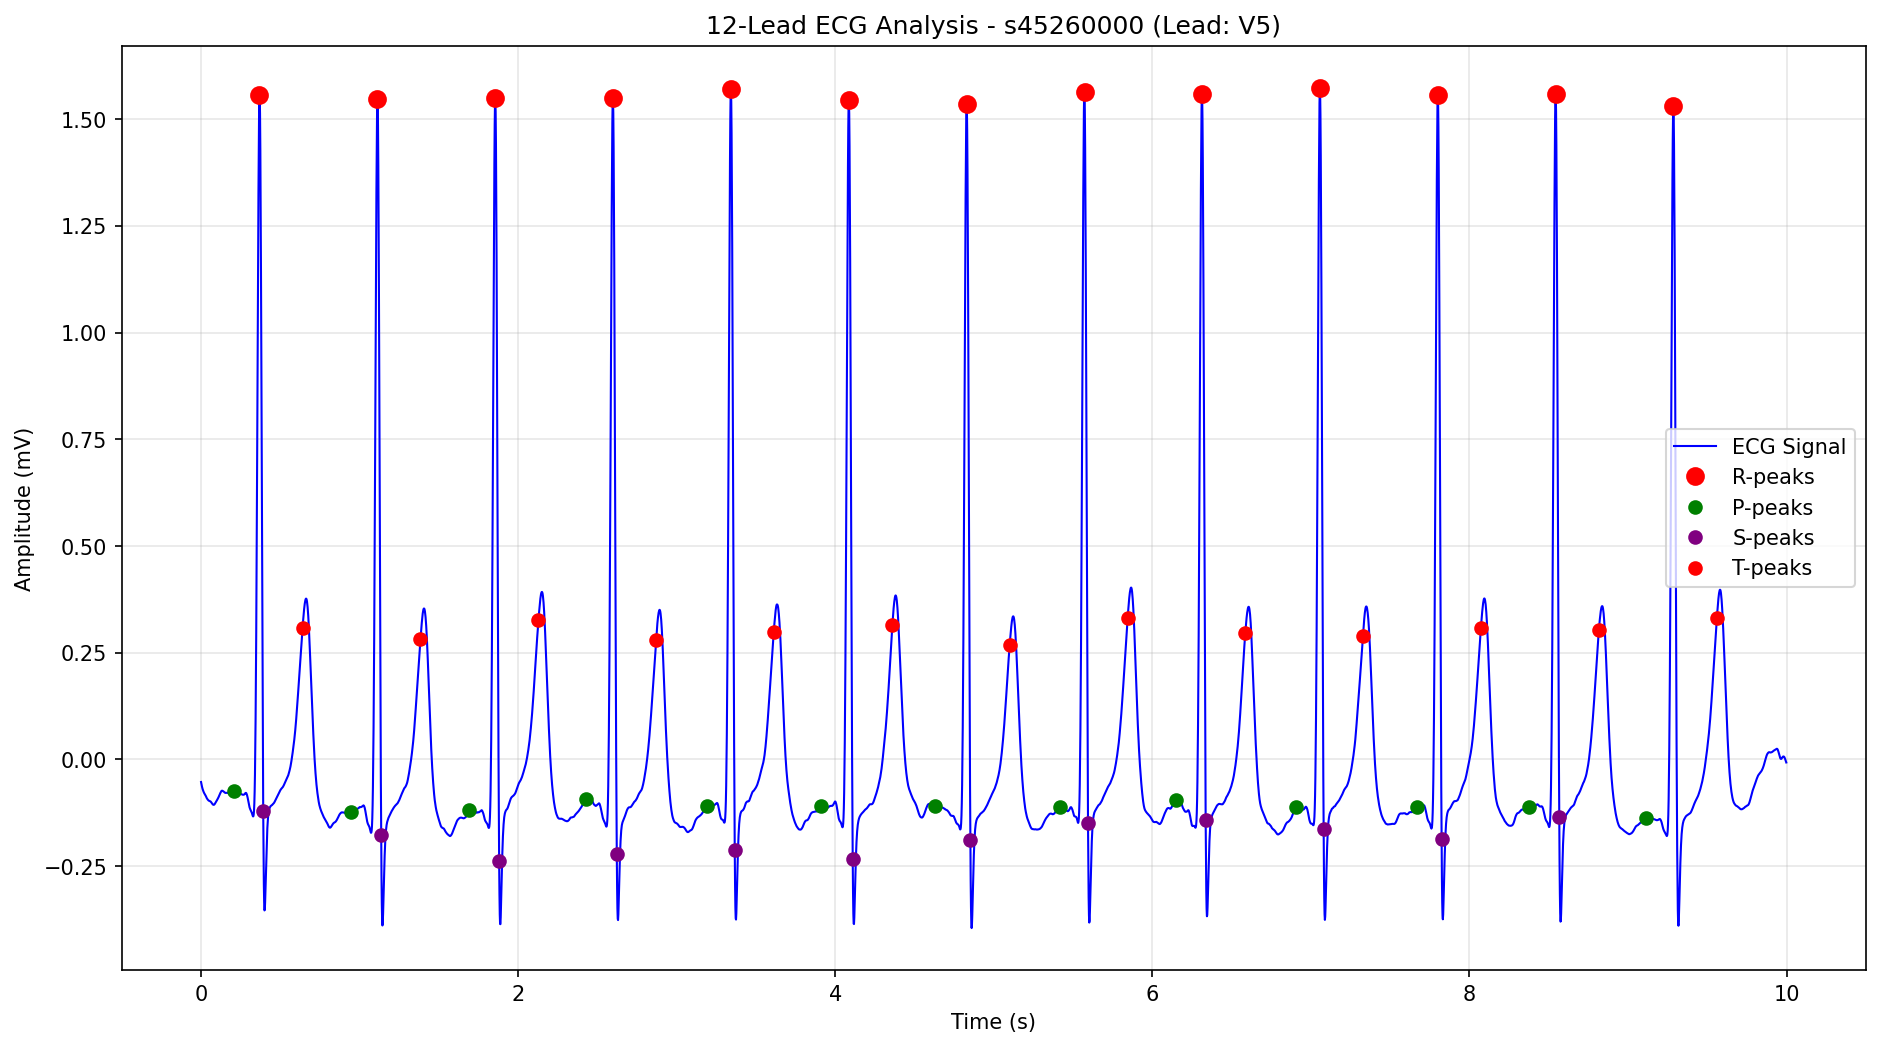 12-Lead ECG Analysis - s45260000 (Lead: V5)
Amplitude (mV)
1.50
1.25
1.00
0.75
0.50
0.25
0.00
−0.25
ECG Signal
R-peaks
P-peaks
S-peaks
T-peaks
0 2 4 6 8 10
Time (s)